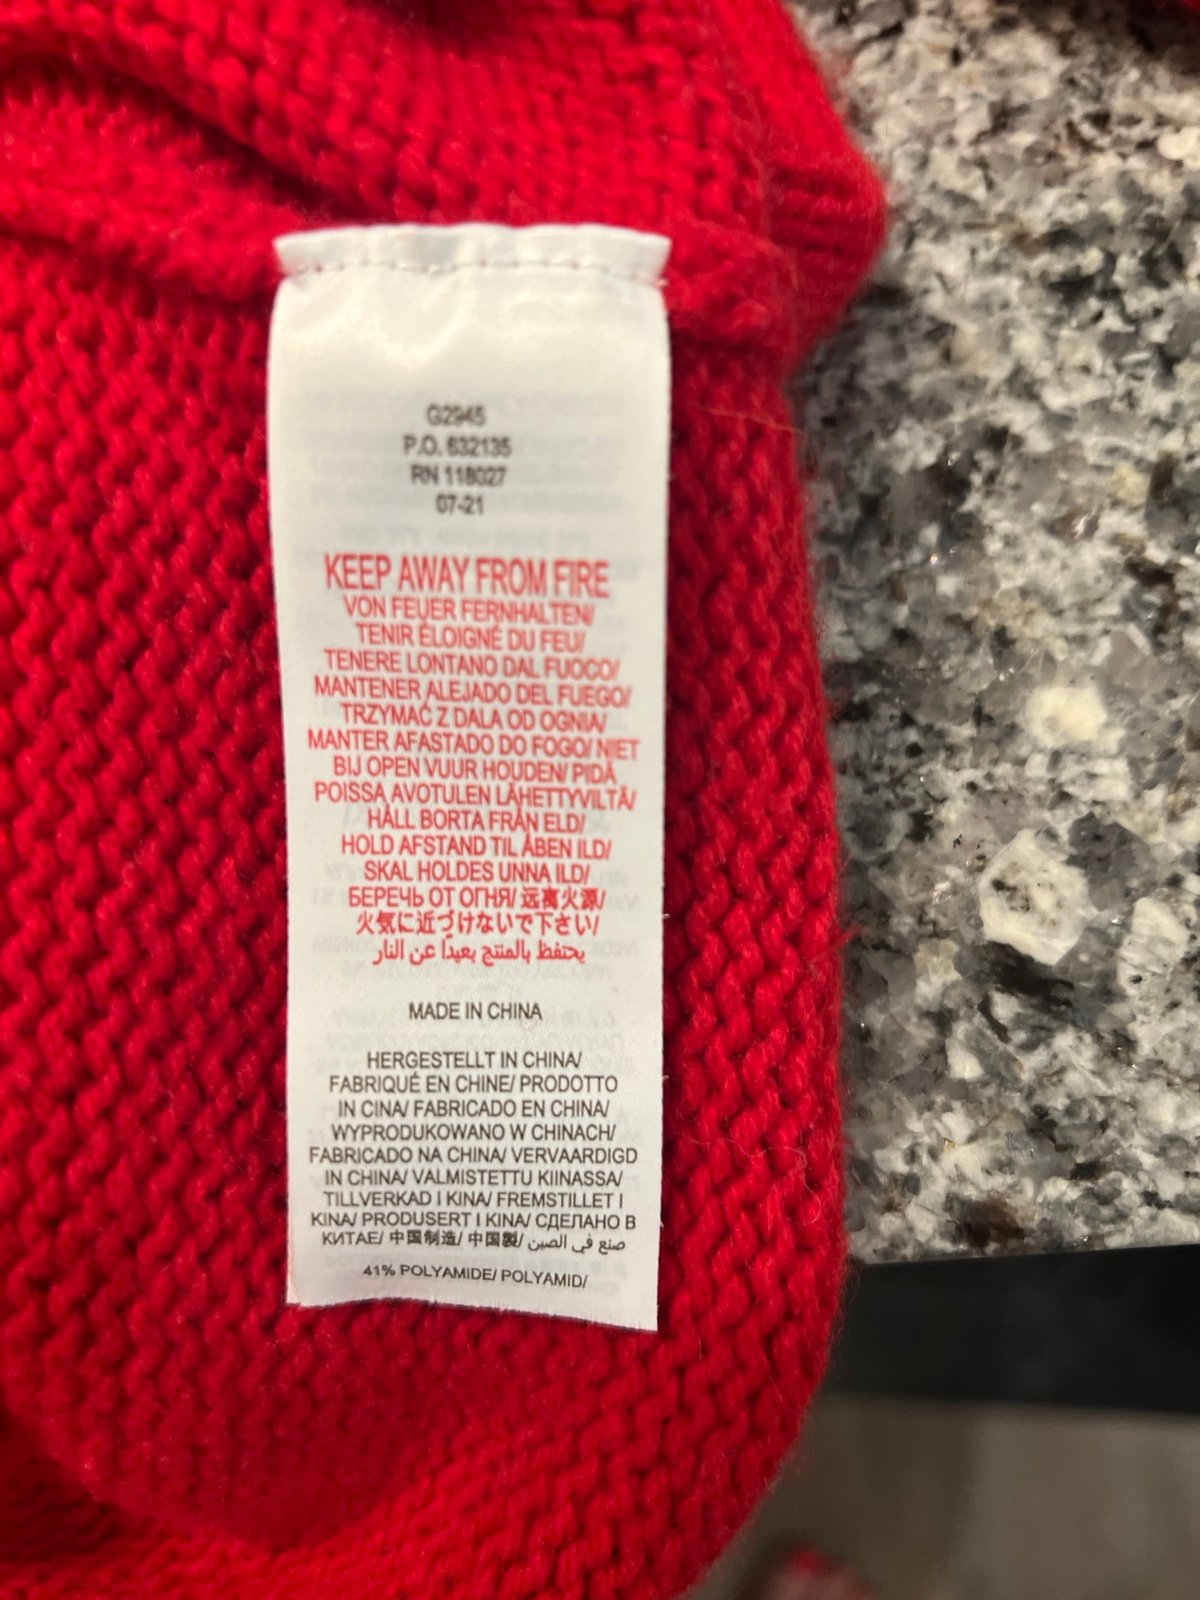 G2945
P.O. 632135
RN 118027
07-21
KEEP AWAY FROM FIRE
VON FEUER FERNHALTEN/
TENIR ÉLOIGNÉ DU FEU/
TENERE LONTANO DAL FUOCO/
MANTENER ALEJADO DEL FUEGO/
TRZYMAĆ Z DALA OD OGNIA/
MANTER AFASTADO DO FOGO/ NIET
BIJ OPEN VUUR HOUDEN/ PIDÄ
POISSA AVOTULEN LÄHETTYVILTÄ/
HÅLL BORTA FRÅN ELD/
HOLD AFSTAND TIL ÅBEN ILD/
SKAL HOLDES UNNA ILD/
БЕРЕЧЬ ОТ ОГНЯ/ 远离火源/
火気に近づけないで下さい/
يحتفظ بالمنتج بعيداً عن النار
MADE IN CHINA
HERGESTELLT IN CHINA/
FABRIQUÉ EN CHINE/ PRODOTTO
IN CINA/ FABRICADO EN CHINA/
WYPRODUKOWANO W CHINACH/
FABRICADO NA CHINA/ VERVAARDIGD
IN CHINA/ VALMISTETTU KIINASSA/
TILLVERKAD I KINA/ FREMSTILLET I
KINA/ PRODUSERT I KINA/ СДЕЛАНО В
КИТАЕ/ 中国制造/ 中国製/ صنع في الصين
41% POLYAMIDE/ POLYAMID/